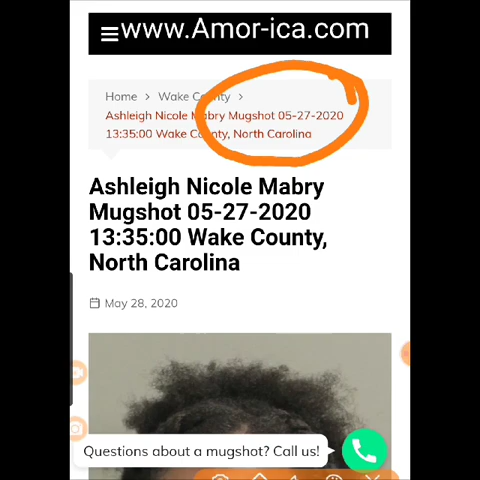 www.Amor-ica.com
Home > Wake County >
Ashleigh Nicole Mabry Mugshot 05-27-2020
13:35:00 Wake County, North Carolina
Ashleigh Nicole Mabry
Mugshot 05-27-2020
13:35:00 Wake County,
North Carolina
May 28, 2020
Questions about a mugshot? Call us!